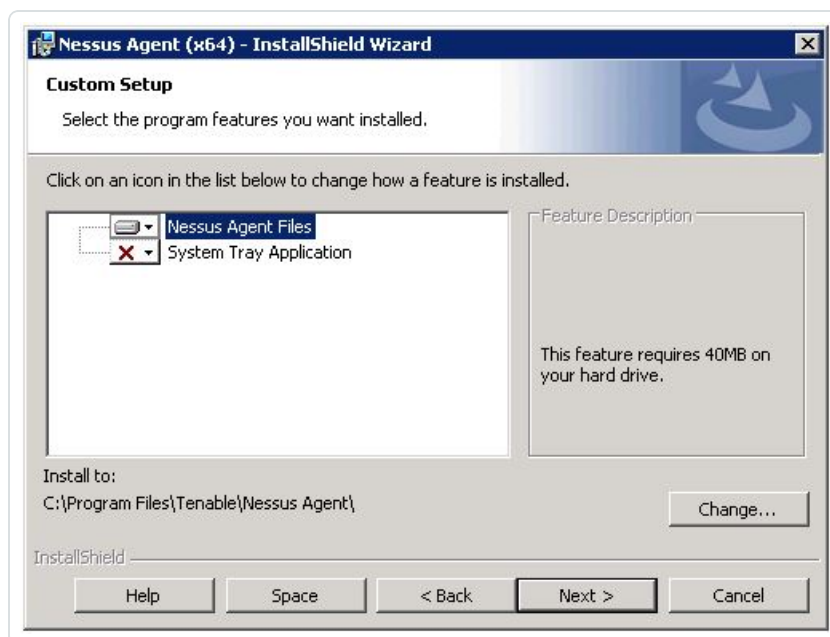 Nessus Agent (x64) - InstallShield Wizard
Custom Setup
Select the program features you want installed.
Click on an icon in the list below to change how a feature is installed.
Nessus Agent Files
System Tray Application
Feature Description
This feature requires 40MB on
your hard drive.
Install to:
C:\Program Files\Tenable\Nessus Agent\
Change...
InstallShield
Help
Space
< Back
Next >
Cancel